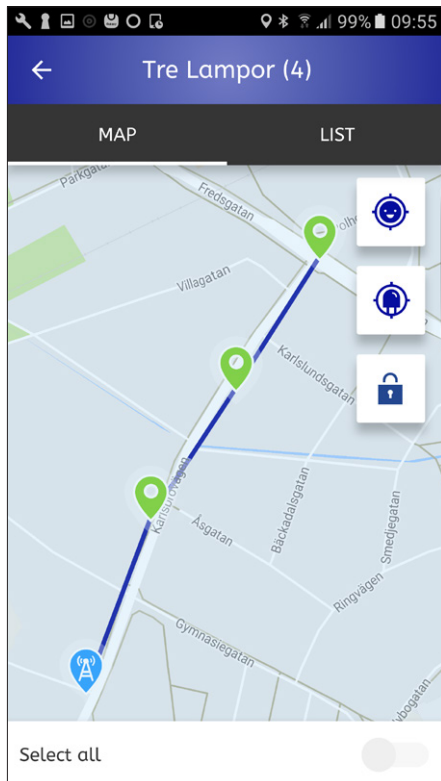 99% 09:55
Tre Lampor (4)
MAP
LIST
Parkgatan
Fredsgatan
Villagatan
Karlslundsgatan
Karlsrovägen
Åsgatan
Bäckadalsgatan
Smedjegatan
Ringvägen
Gymnasiegatan
Select all